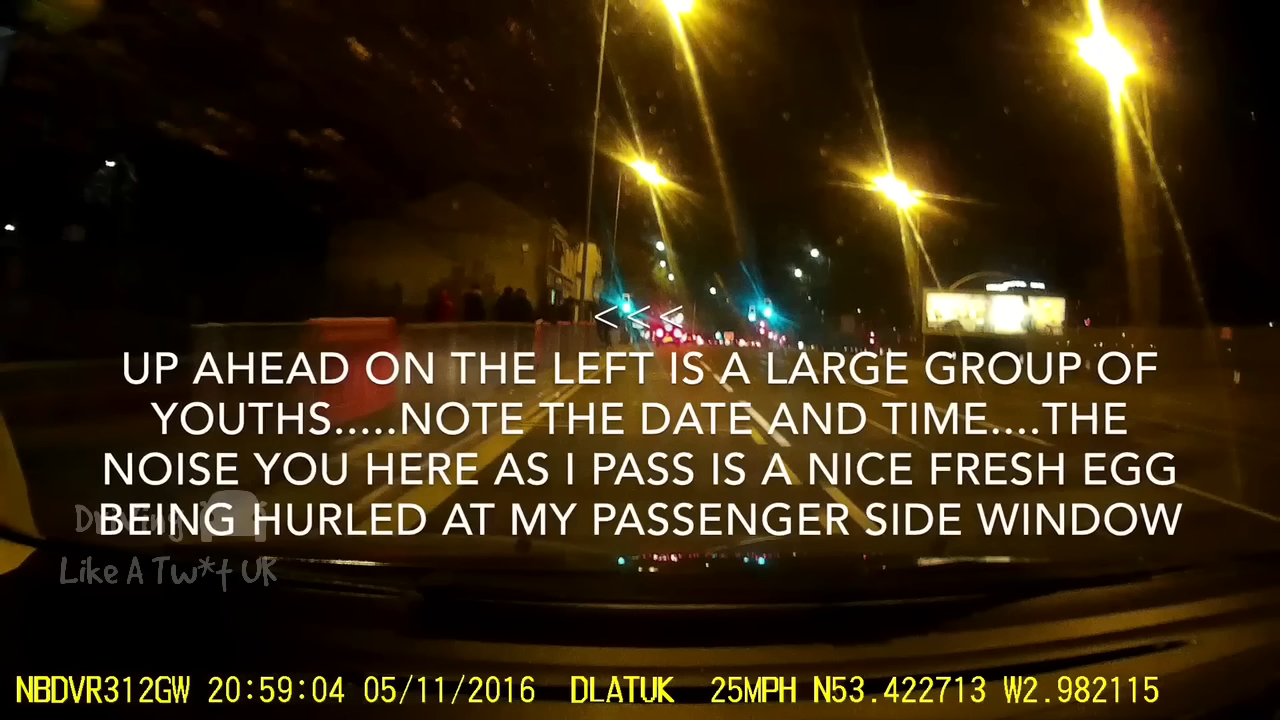 <<<
UP AHEAD ON THE LEFT IS A LARGE GROUP OF
YOUTHS.....NOTE THE DATE AND TIME....THE
NOISE YOU HERE AS I PASS IS A NICE FRESH EGG
BEING HURLED AT MY PASSENGER SIDE WINDOW
Driving
Like A Tw*t UK
NBDVR312GW 20:59:04 05/11/2016 DLATUK 25MPH N53.422713 W2.982115